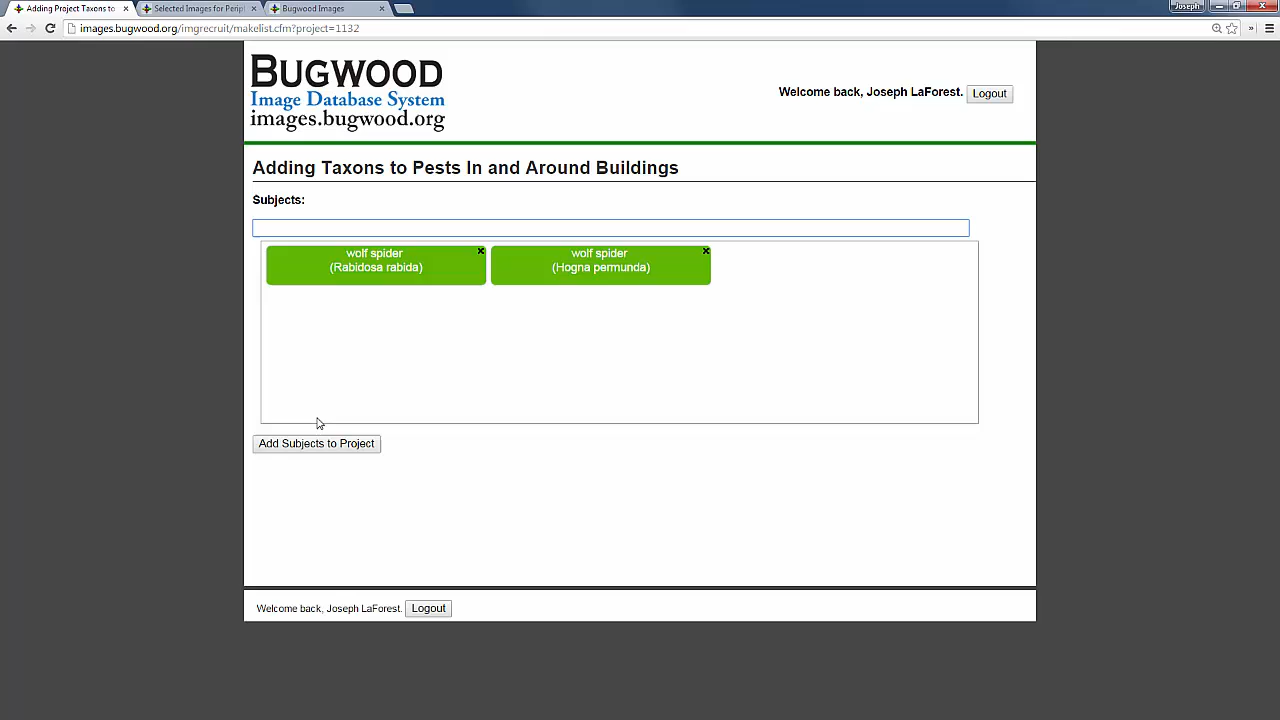 Adding Project Taxons to
Selected Images for Perip
Bugwood Images
Joseph
images.bugwood.org/imgrecruit/makelist.cfm?project=1132
BUGWOOD
Image Database System
images.bugwood.org
Welcome back, Joseph LaForest.
Logout
Adding Taxons to Pests In and Around Buildings
Subjects:
wolf spider
(Rabidosa rabida)
wolf spider
(Hogna permunda)
Add Subjects to Project
Welcome back, Joseph LaForest.
Logout